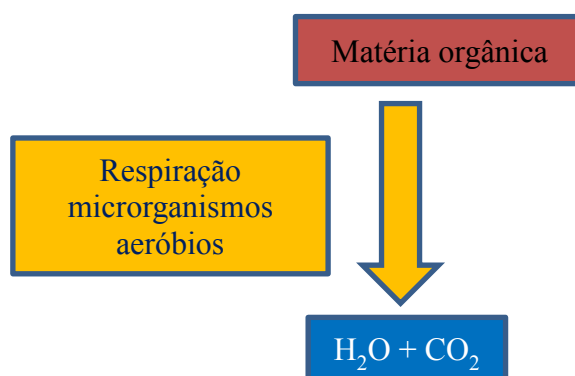 Matéria orgânica
Respiração
microrganismos
aeróbios
H₂O + CO₂